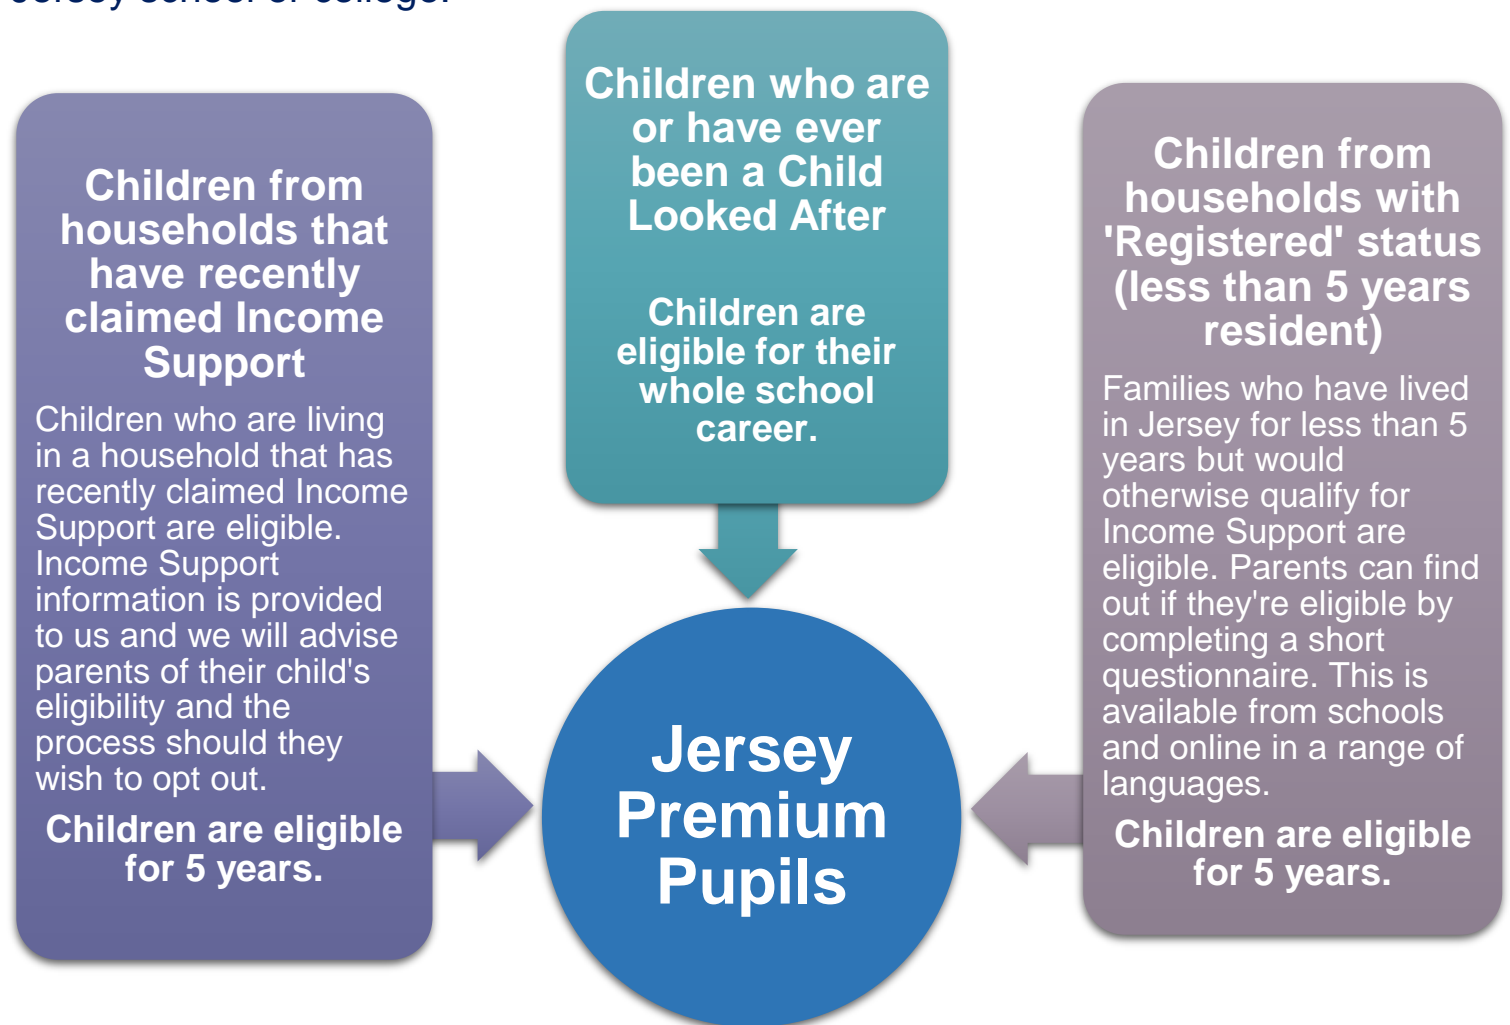 Jersey school or college.
Children from
households that
have recently
claimed Income
Support
Children who are living
in a household that has
recently claimed Income
Support are eligible.
Income Support
information is provided
to us and we will advise
parents of their child's
eligibility and the
process should they
wish to opt out.
Children are eligible
for 5 years.
Children who are
or have ever
been a Child
Looked After
Children are
eligible for their
whole school
career.
Children from
households with
'Registered' status
(less than 5 years
resident)
Families who have lived
in Jersey for less than 5
years but would
otherwise qualify for
Income Support are
eligible. Parents can find
out if they're eligible by
completing a short
questionnaire. This is
available from schools
and online in a range of
languages.
Children are eligible
for 5 years.
Jersey
Premium
Pupils